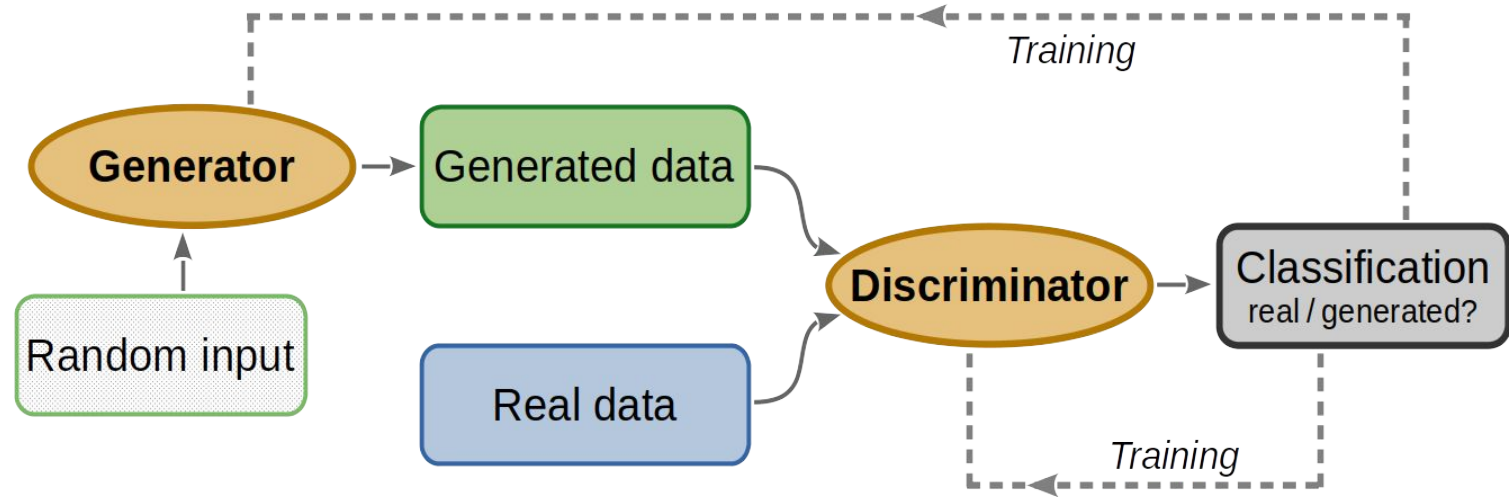 Training
Generator
Generated data
Random input
Real data
Discriminator
Classification
real / generated?
Training